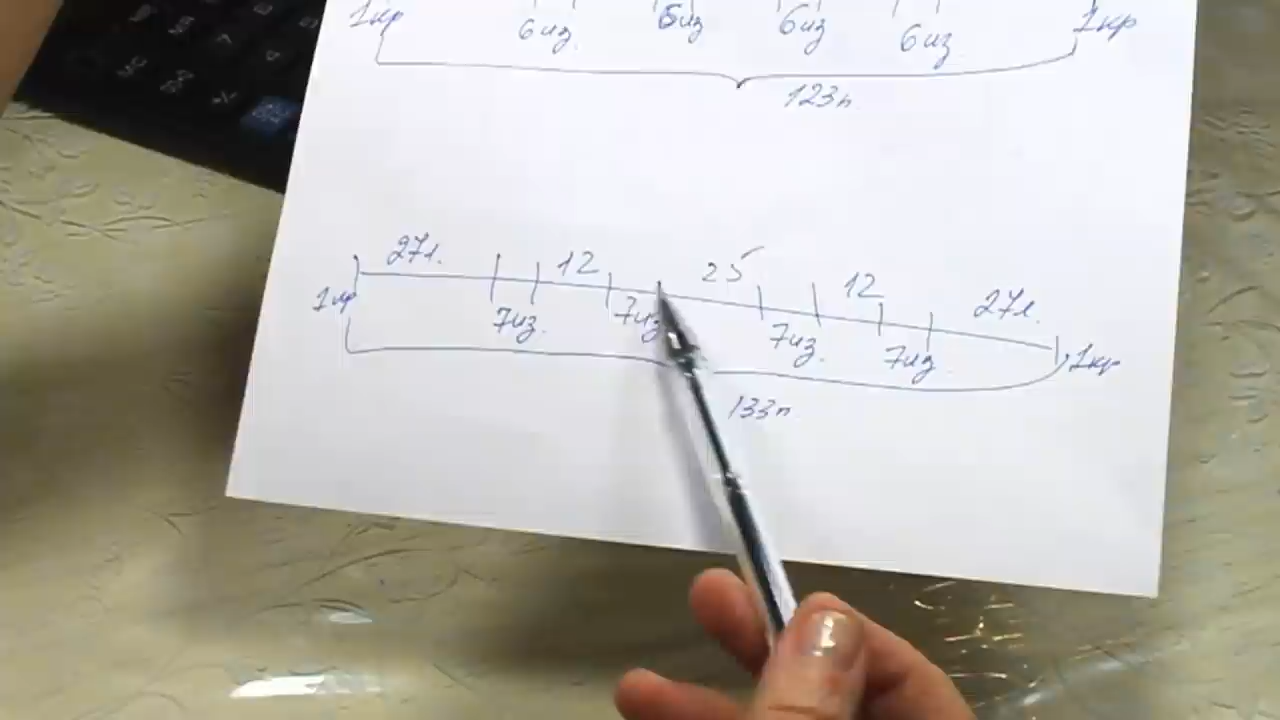 1кр 6из. 6из 6из 6из. 1кр
123п
27л. 12 25 12 27л.
1кр 7из. 7из 7из. 7из 1кр
133п